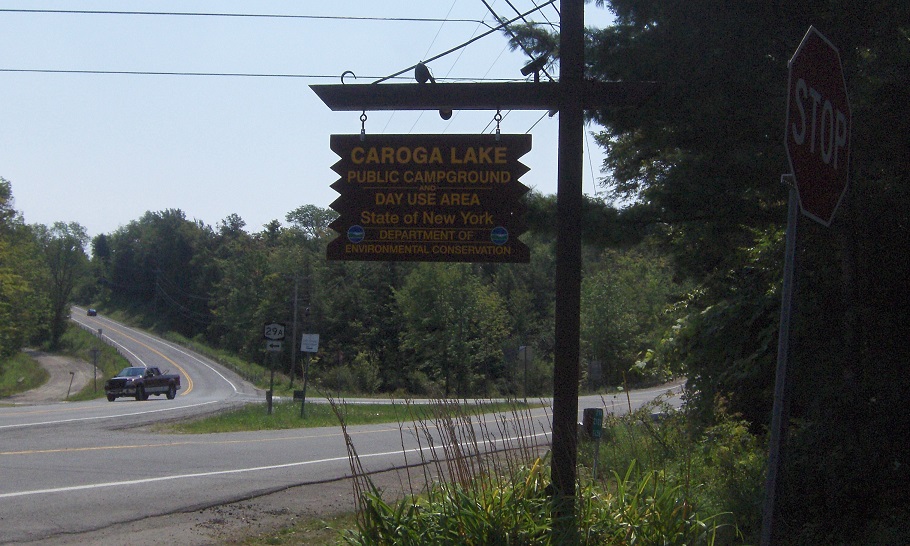 CAROGA LAKE
PUBLIC CAMPGROUND
AND
DAY USE AREA
State of New York
DEPARTMENT OF
ENVIRONMENTAL CONSERVATION
STOP
29A